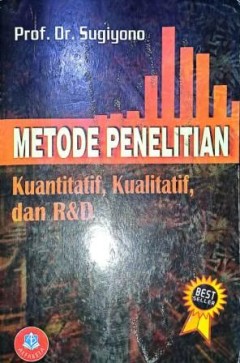 Prof. Dr. Sugiyono
METODE PENELITIAN
Kuantitatif, Kualitatif,
dan R&D
BEST
SELLER